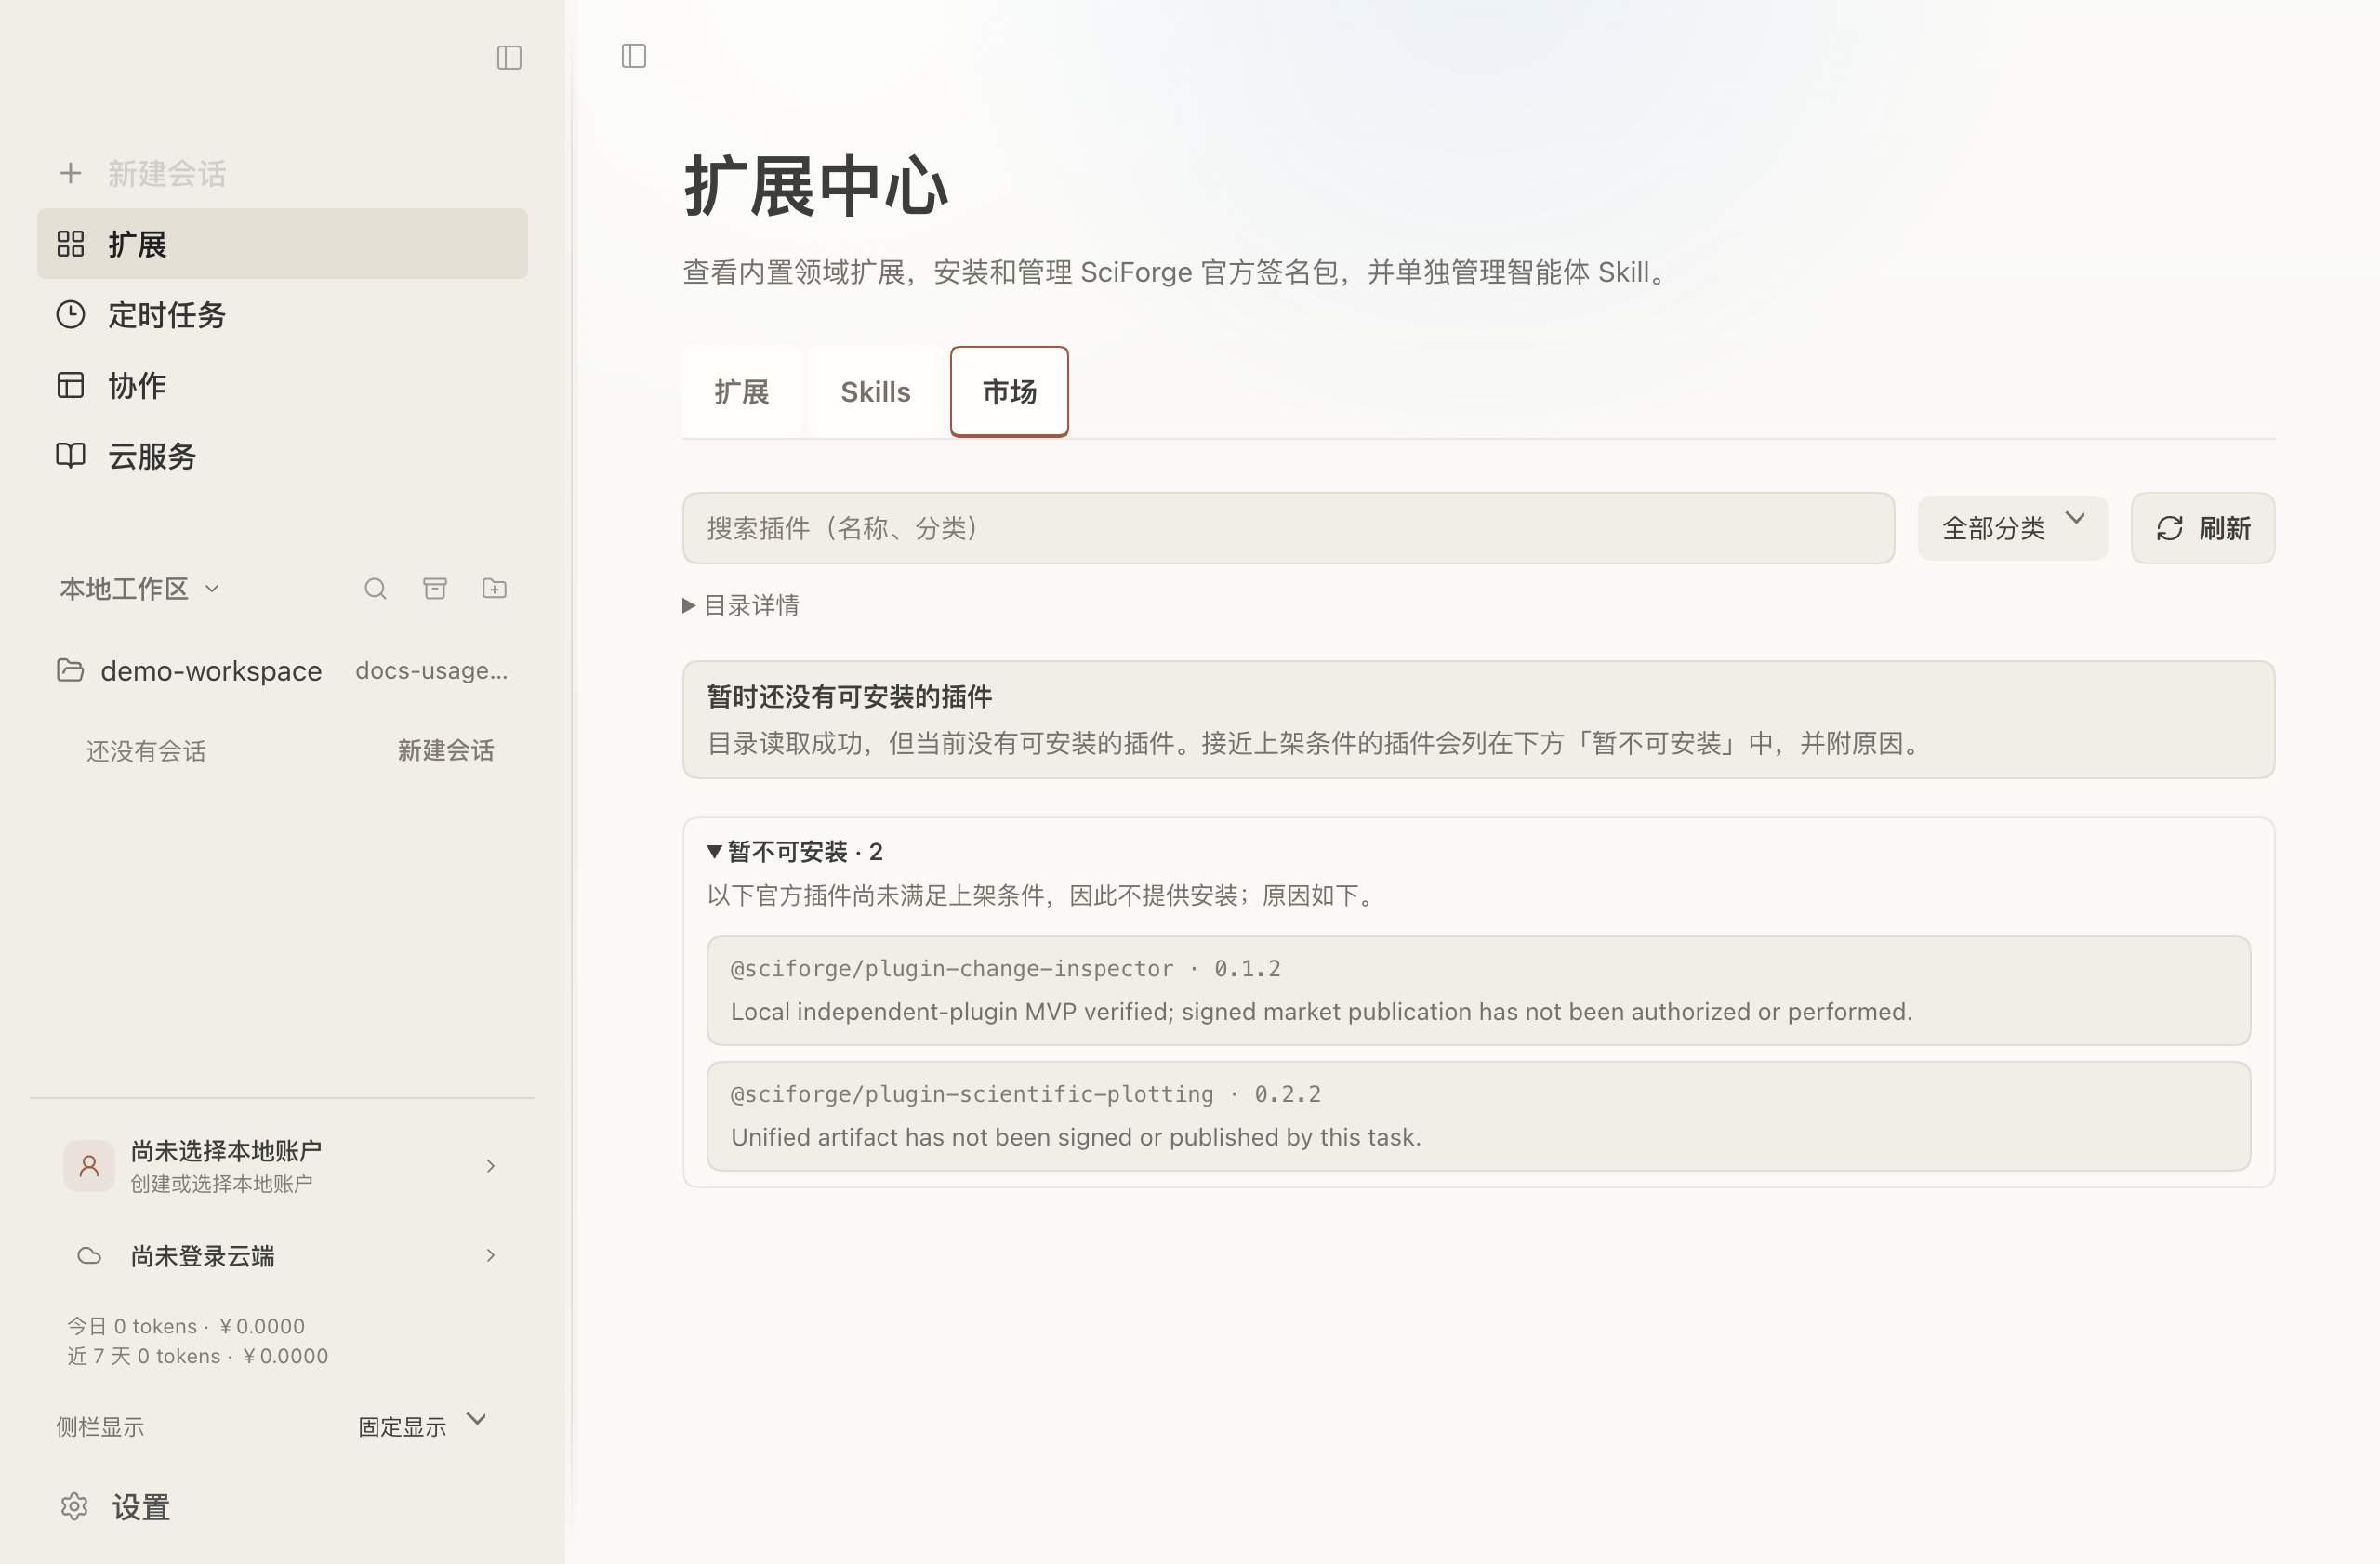 新建会话
扩展
定时任务
协作
云服务
本地工作区
demo-workspace docs-usage...
还没有会话 新建会话
尚未选择本地账户
创建或选择本地账户
尚未登录云端
今日 0 tokens · ¥0.0000
近 7 天 0 tokens · ¥0.0000
侧栏显示 固定显示
设置
扩展中心
查看内置领域扩展，安装和管理 SciForge 官方签名包，并单独管理智能体 Skill。
扩展 Skills 市场
搜索插件（名称、分类） 全部分类 刷新
目录详情
暂时还没有可安装的插件
目录读取成功，但当前没有可安装的插件。接近上架条件的插件会列在下方「暂不可安装」中，并附原因。
暂不可安装 · 2
以下官方插件尚未满足上架条件，因此不提供安装；原因如下。
@sciforge/plugin-change-inspector · 0.1.2
Local independent-plugin MVP verified; signed market publication has not been authorized or performed.
@sciforge/plugin-scientific-plotting · 0.2.2
Unified artifact has not been signed or published by this task.